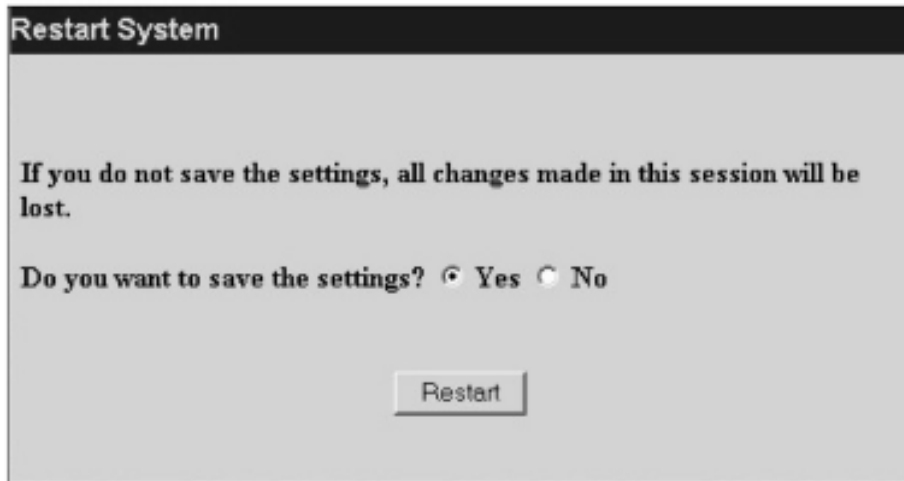 Restart System
If you do not save the settings, all changes made in this session will be
lost.
Do you want to save the settings? Yes No
Restart